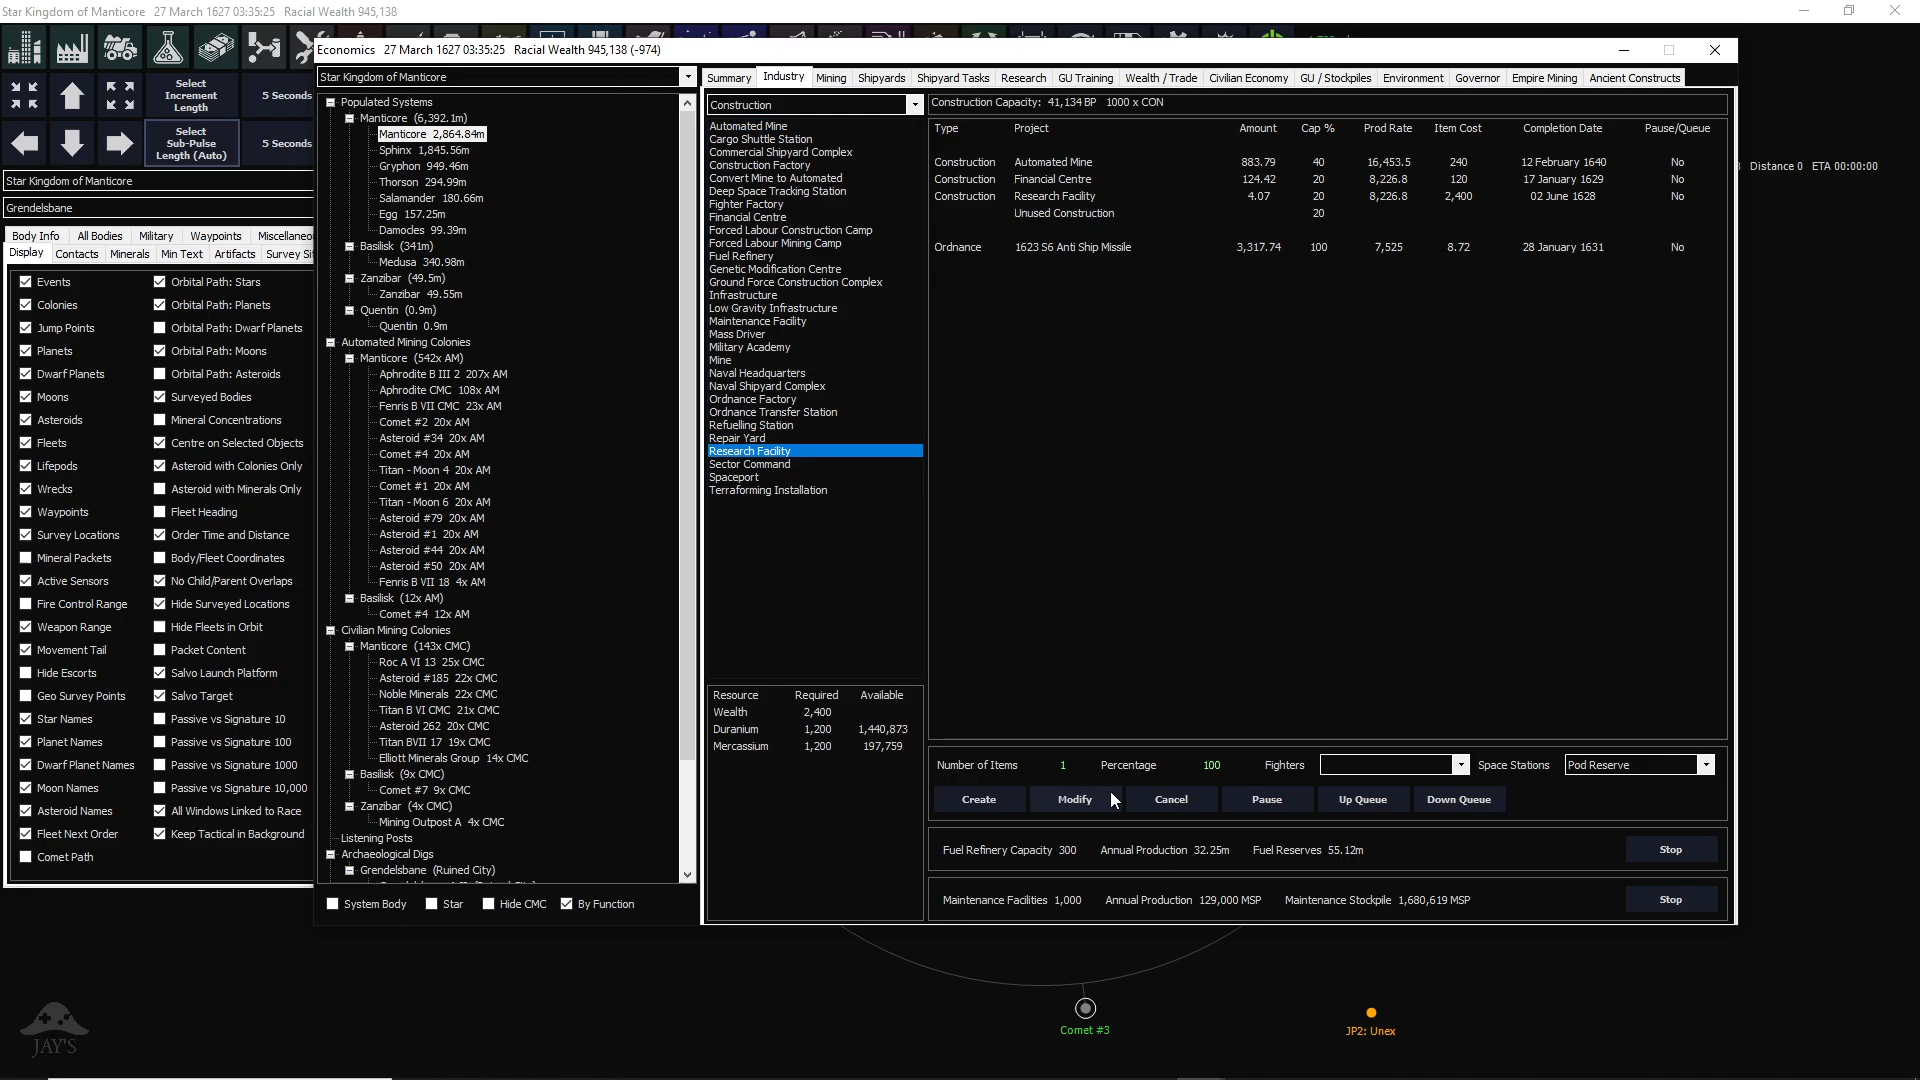 Star Kingdom of Manticore   27 March 1627 03:35:25   Racial Wealth 945,138
Economics   27 March 1627 03:35:25   Racial Wealth 945,138 (-974)
Select Increment Length
5 Seconds
Select Sub-Pulse Length (Auto)
5 Seconds
Star Kingdom of Manticore
Grendelsbane
Body Info   All Bodies   Military   Waypoints   Miscellaneo
Display   Contacts   Minerals   Min Text   Artifacts   Survey Si
Events   Orbital Path: Stars
Colonies   Orbital Path: Planets
Jump Points   Orbital Path: Dwarf Planets
Planets   Orbital Path: Moons
Dwarf Planets   Orbital Path: Asteroids
Moons   Surveyed Bodies
Asteroids   Mineral Concentrations
Fleets   Centre on Selected Objects
Lifepods   Asteroid with Colonies Only
Wrecks   Asteroid with Minerals Only
Waypoints   Fleet Heading
Survey Locations   Order Time and Distance
Mineral Packets   Body/Fleet Coordinates
Active Sensors   No Child/Parent Overlaps
Fire Control Range   Hide Surveyed Locations
Weapon Range   Hide Fleets in Orbit
Movement Tail   Packet Content
Hide Escorts   Salvo Launch Platform
Geo Survey Points   Salvo Target
Star Names   Passive vs Signature 10
Planet Names   Passive vs Signature 100
Dwarf Planet Names   Passive vs Signature 1000
Moon Names   Passive vs Signature 10,000
Asteroid Names   All Windows Linked to Race
Fleet Next Order   Keep Tactical in Background
Comet Path
Star Kingdom of Manticore
Populated Systems
Manticore  (6,392.1m)
Manticore  2,864.84m
Sphinx  1,845.56m
Gryphon  949.46m
Thorson  294.99m
Salamander  180.66m
Egg  157.25m
Damocles  99.39m
Basilisk  (341m)
Medusa  340.98m
Zanzibar  (49.5m)
Zanzibar  49.55m
Quentin  (0.9m)
Quentin  0.9m
Automated Mining Colonies
Manticore  (542x AM)
Aphrodite B III 2  207x AM
Aphrodite CMC  108x AM
Fenris B VII CMC  23x AM
Comet #2  20x AM
Asteroid #34  20x AM
Comet #4  20x AM
Titan - Moon 4  20x AM
Comet #1  20x AM
Titan - Moon 6  20x AM
Asteroid #79  20x AM
Asteroid #1  20x AM
Asteroid #44  20x AM
Asteroid #50  20x AM
Fenris B VII 18  4x AM
Basilisk  (12x AM)
Comet #4  12x AM
Civilian Mining Colonies
Manticore  (143x CMC)
Roc A VI 13  25x CMC
Asteroid #185  22x CMC
Noble Minerals  22x CMC
Titan B VI CMC  21x CMC
Asteroid 262  20x CMC
Titan BVII 17  19x CMC
Elliott Minerals Group  14x CMC
Basilisk  (9x CMC)
Comet #7  9x CMC
Zanzibar  (4x CMC)
Mining Outpost A  4x CMC
Listening Posts
Archaeological Digs
Grendelsbane  (Ruined City)
System Body   Star   Hide CMC   By Function
Summary   Industry   Mining   Shipyards   Shipyard Tasks   Research   GU Training   Wealth / Trade   Civilian Economy   GU / Stockpiles   Environment   Governor   Empire Mining   Ancient Constructs
Construction
Automated Mine
Cargo Shuttle Station
Commercial Shipyard Complex
Construction Factory
Convert Mine to Automated
Deep Space Tracking Station
Fighter Factory
Financial Centre
Forced Labour Construction Camp
Forced Labour Mining Camp
Fuel Refinery
Genetic Modification Centre
Ground Force Construction Complex
Infrastructure
Low Gravity Infrastructure
Maintenance Facility
Mass Driver
Military Academy
Mine
Naval Headquarters
Naval Shipyard Complex
Ordnance Factory
Ordnance Transfer Station
Refuelling Station
Repair Yard
Research Facility
Sector Command
Spaceport
Terraforming Installation
Resource   Required   Available
Wealth   2,400
Duranium   1,200   1,440,873
Mercassium   1,200   197,759
Construction Capacity:  41,134 BP   1000 x CON
Type   Project   Amount   Cap %   Prod Rate   Item Cost   Completion Date   Pause/Queue
Construction   Automated Mine   883.79   40   16,453.5   240   12 February 1640   No
Construction   Financial Centre   124.42   20   8,226.8   120   17 January 1629   No
Construction   Research Facility   4.07   20   8,226.8   2,400   02 June 1628   No
Unused Construction   20
Ordnance   1623 S6 Anti Ship Missile   3,317.74   100   7,525   8.72   28 January 1631   No
Number of Items   1   Percentage   100   Fighters   Space Stations   Pod Reserve
Create   Modify   Cancel   Pause   Up Queue   Down Queue
Fuel Refinery Capacity  300   Annual Production  32.25m   Fuel Reserves  55.12m   Stop
Maintenance Facilities  1,000   Annual Production  129,000 MSP   Maintenance Stockpile  1,680,619 MSP   Stop
Distance 0   ETA 00:00:00
Comet #3
JP2: Unex
JAY'S